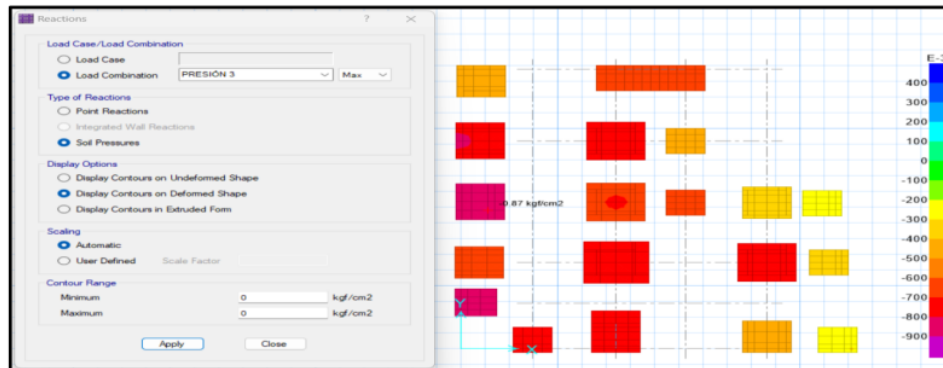 Reactions
Load Case/Load Combination
Load Case
Load Combination PRESIÓN 3 Max
Type of Reactions
Point Reactions
Integrated Wall Reactions
Soil Pressures
Display Options
Display Contours on Undeformed Shape
Display Contours on Deformed Shape
Display Contours in Extruded Form
Scaling
Automatic
User Defined Scale Factor
Contour Range
Minimum 0 kgf/cm2
Maximum 0 kgf/cm2
Apply Close
0.87 kgf/cm2
Y
X
400
300
200
100
0
-100
-200
-300
-400
-500
-600
-700
-800
-900